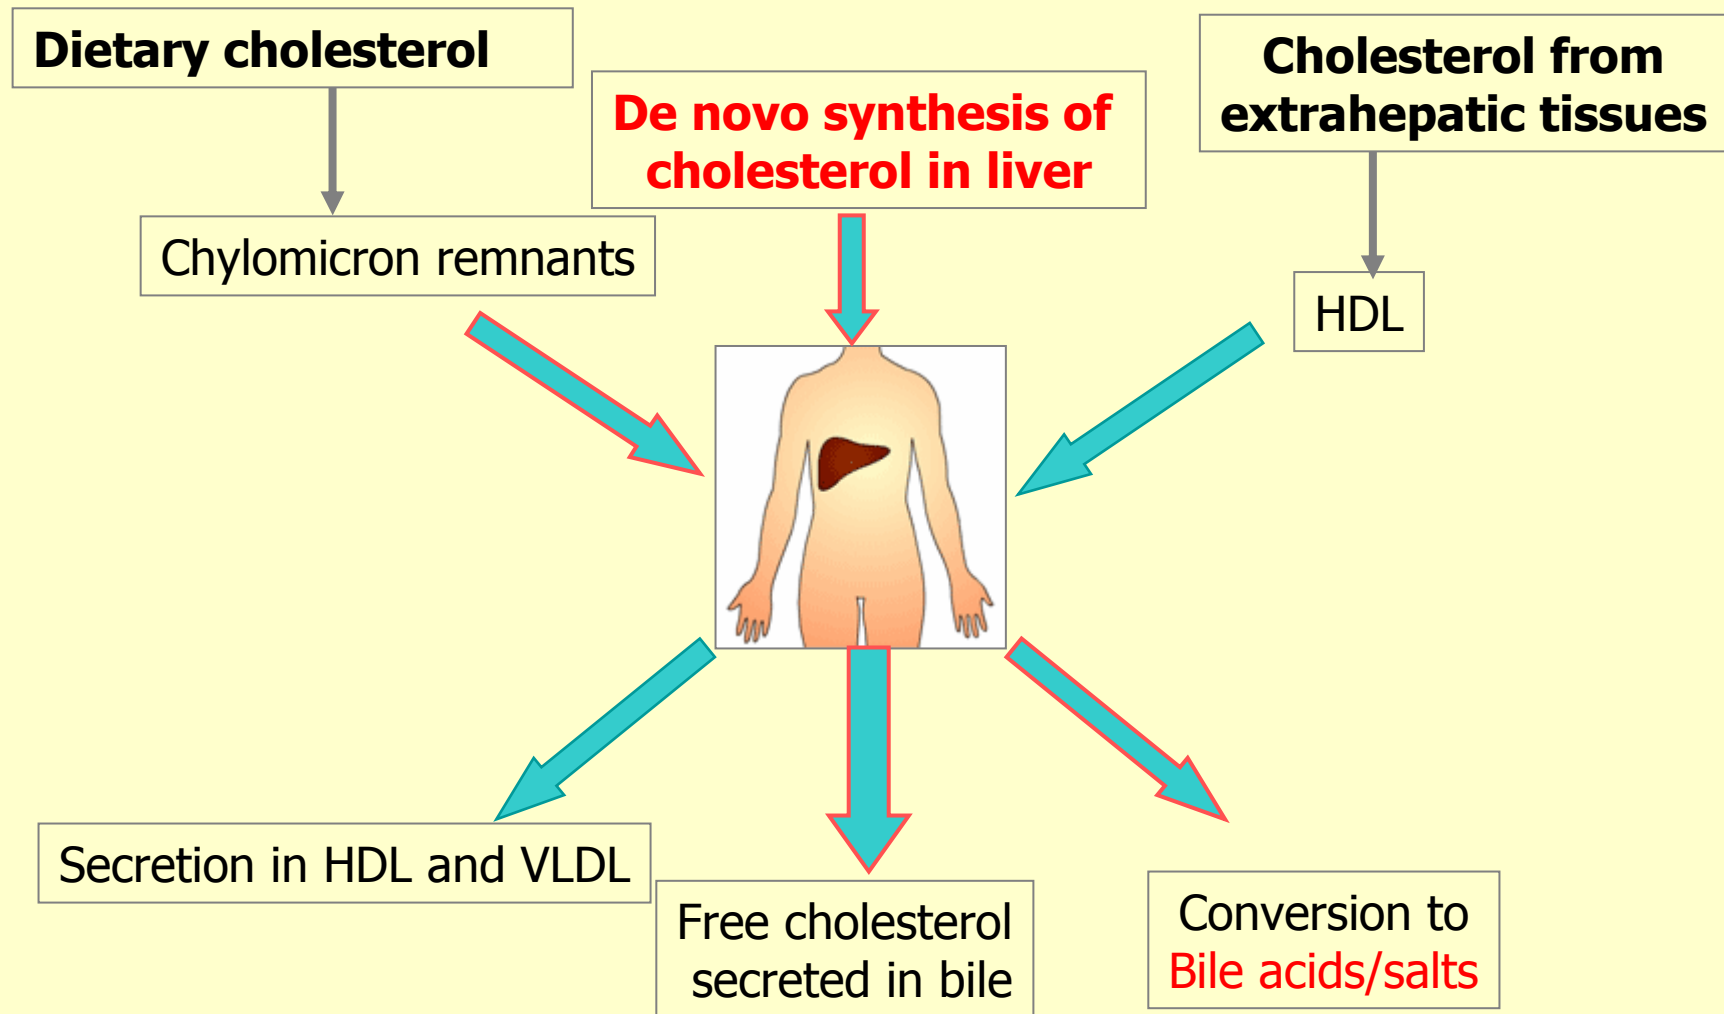 Dietary cholesterol
De novo synthesis of
cholesterol in liver
Cholesterol from
extrahepatic tissues
Chylomicron remnants
HDL
Secretion in HDL and VLDL
Free cholesterol
secreted in bile
Conversion to
Bile acids/salts